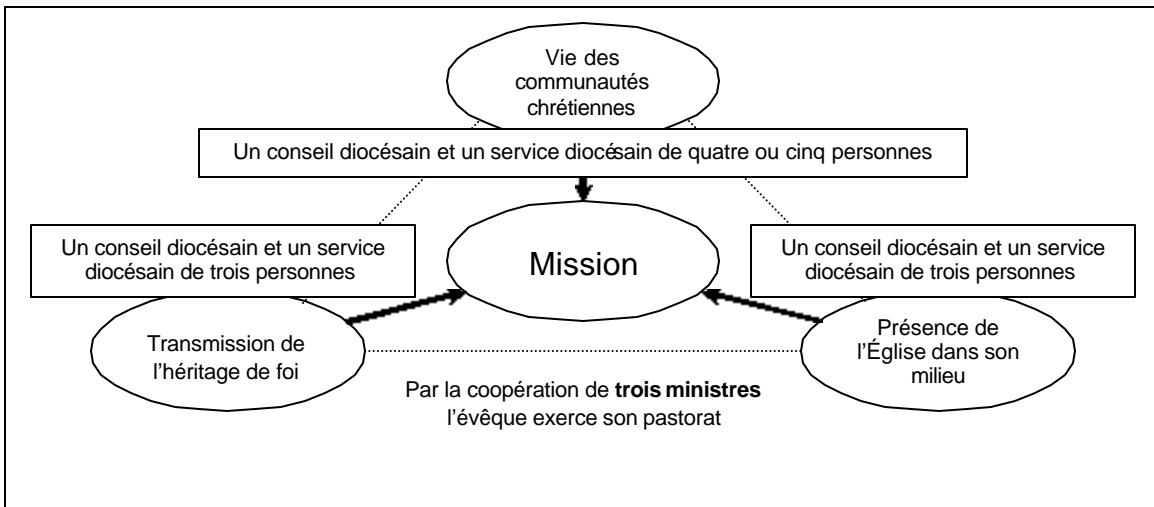 Vie des
communautés
chrétiennes
Un conseil diocésain et un service diocésain de quatre ou cinq personnes
Un conseil diocésain et un service
diocésain de trois personnes
Mission
Un conseil diocésain et un service
diocésain de trois personnes
Transmission de
l'héritage de foi
Présence de
l'Église dans son
milieu
Par la coopération de trois ministres
l'évêque exerce son pastorat